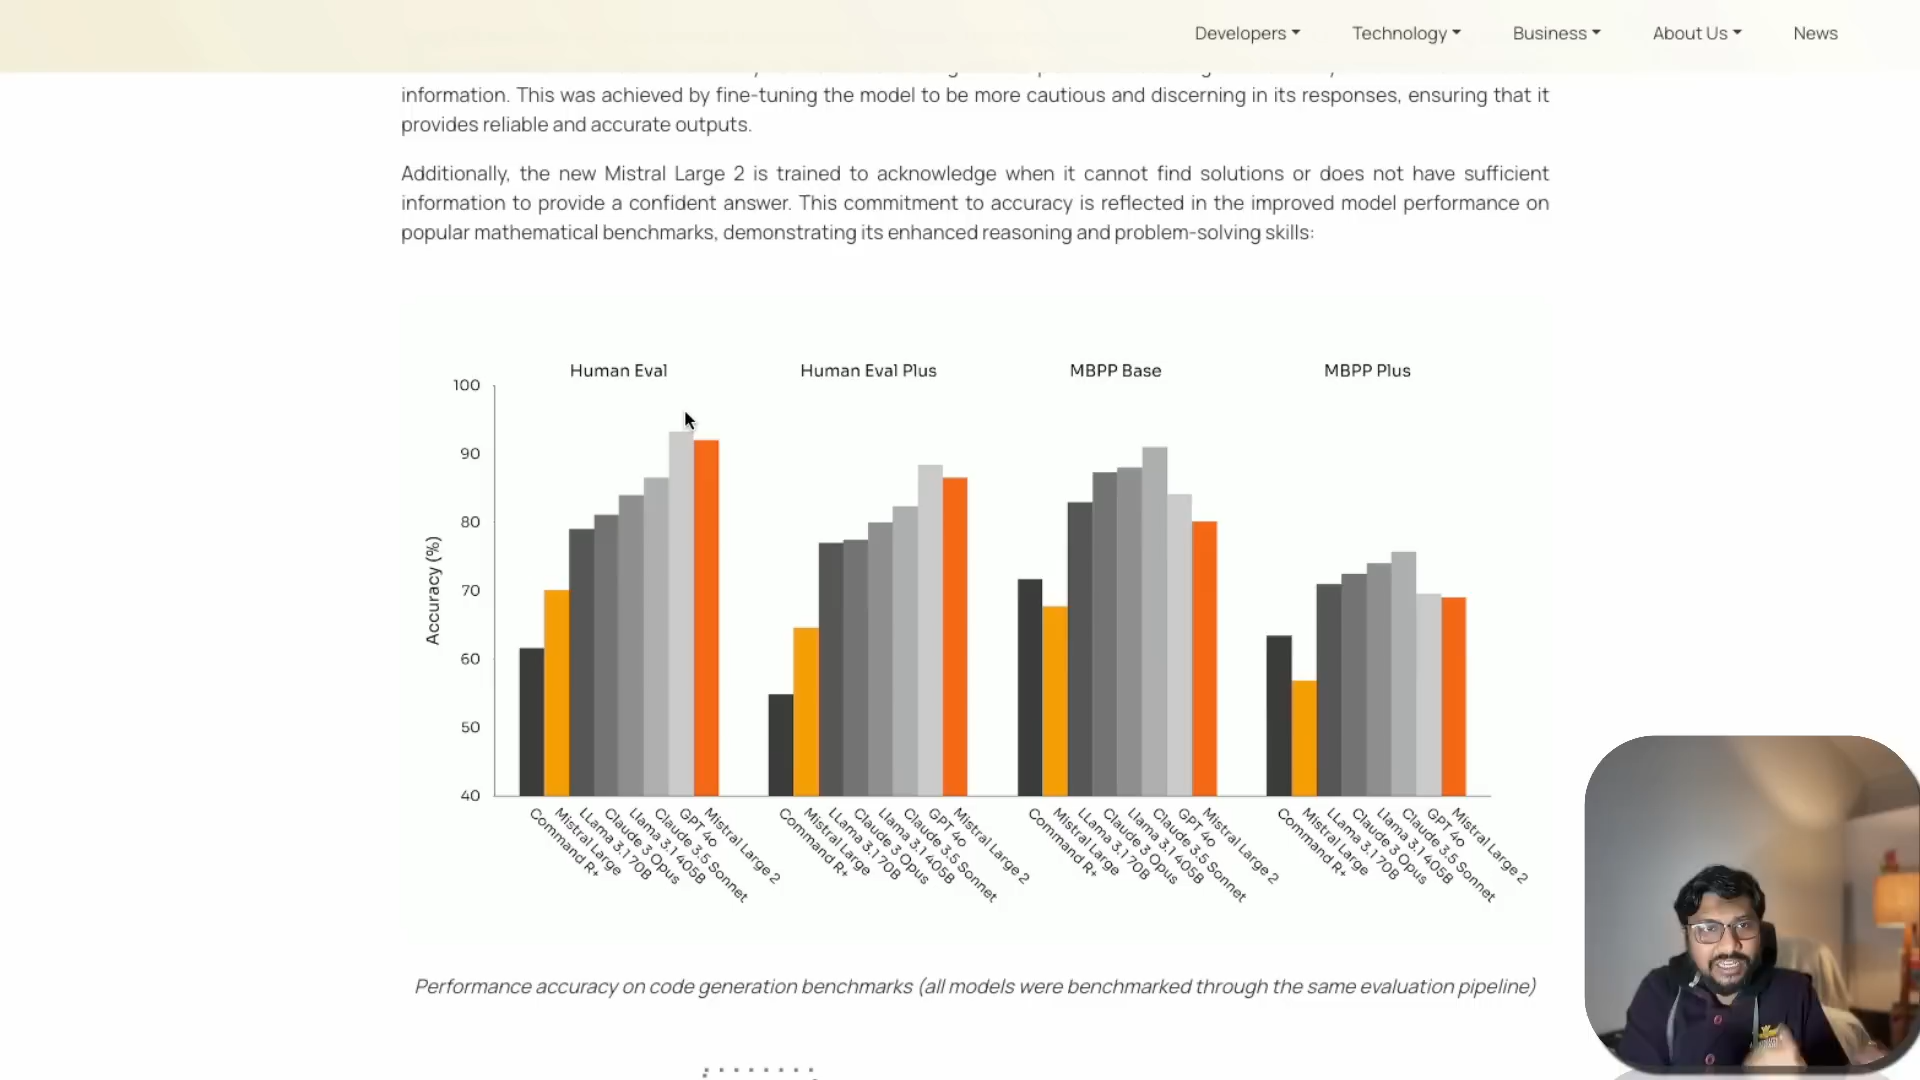 Developers Technology Business About Us News
information. This was achieved by fine-tuning the model to be more cautious and discerning in its responses, ensuring that it
provides reliable and accurate outputs.
Additionally, the new Mistral Large 2 is trained to acknowledge when it cannot find solutions or does not have sufficient
information to provide a confident answer. This commitment to accuracy is reflected in the improved model performance on
popular mathematical benchmarks, demonstrating its enhanced reasoning and problem-solving skills:
Human Eval Human Eval Plus MBPP Base MBPP Plus
100
90
80
70
60
50
40
Accuracy (%)
Command R+
Mistral Large
LLama 3.1 70B
Claude 3 Opus
Llama 3.1 405B
Claude 3.5 Sonnet
GPT 4o
Mistral Large 2
Command R+
Mistral Large
LLama 3.1 70B
Claude 3 Opus
Llama 3.1 405B
Claude 3.5 Sonnet
GPT 4o
Mistral Large 2
Command R+
Mistral Large
LLama 3.1 70B
Claude 3 Opus
Llama 3.1 405B
Claude 3.5 Sonnet
GPT 4o
Mistral Large 2
Command R+
Mistral Large
LLama 3.1 70B
Claude 3 Opus
Llama 3.1 405B
Claude 3.5 Sonnet
GPT 4o
Mistral Large 2
Performance accuracy on code generation benchmarks (all models were benchmarked through the same evaluation pipeline)